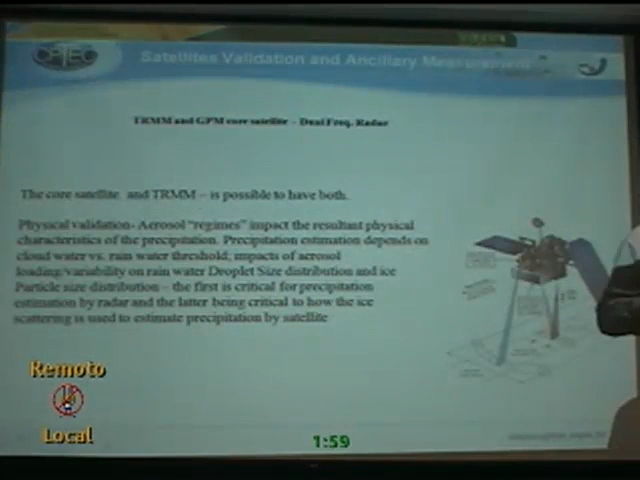 CPTEC
Satellites Validation and Ancillary Measurement
TRMM and GPM core satellite – Dual Freq. Radar
The core satellite and TRMM – is possible to have both.
Physical validation- Aerosol "regimes" impact the resultant physical
characteristics of the precipitation. Precipitation estimation depends on
cloud water vs. rain water threshold, impacts of aerosol
loading/variability on rain water Droplet Size distribution and ice
Particle size distribution – the first is critical for precipitation
estimation by radar and the latter being critical to how the ice
scattering is used to estimate precipitation by satellite
Remoto
Local
1:59